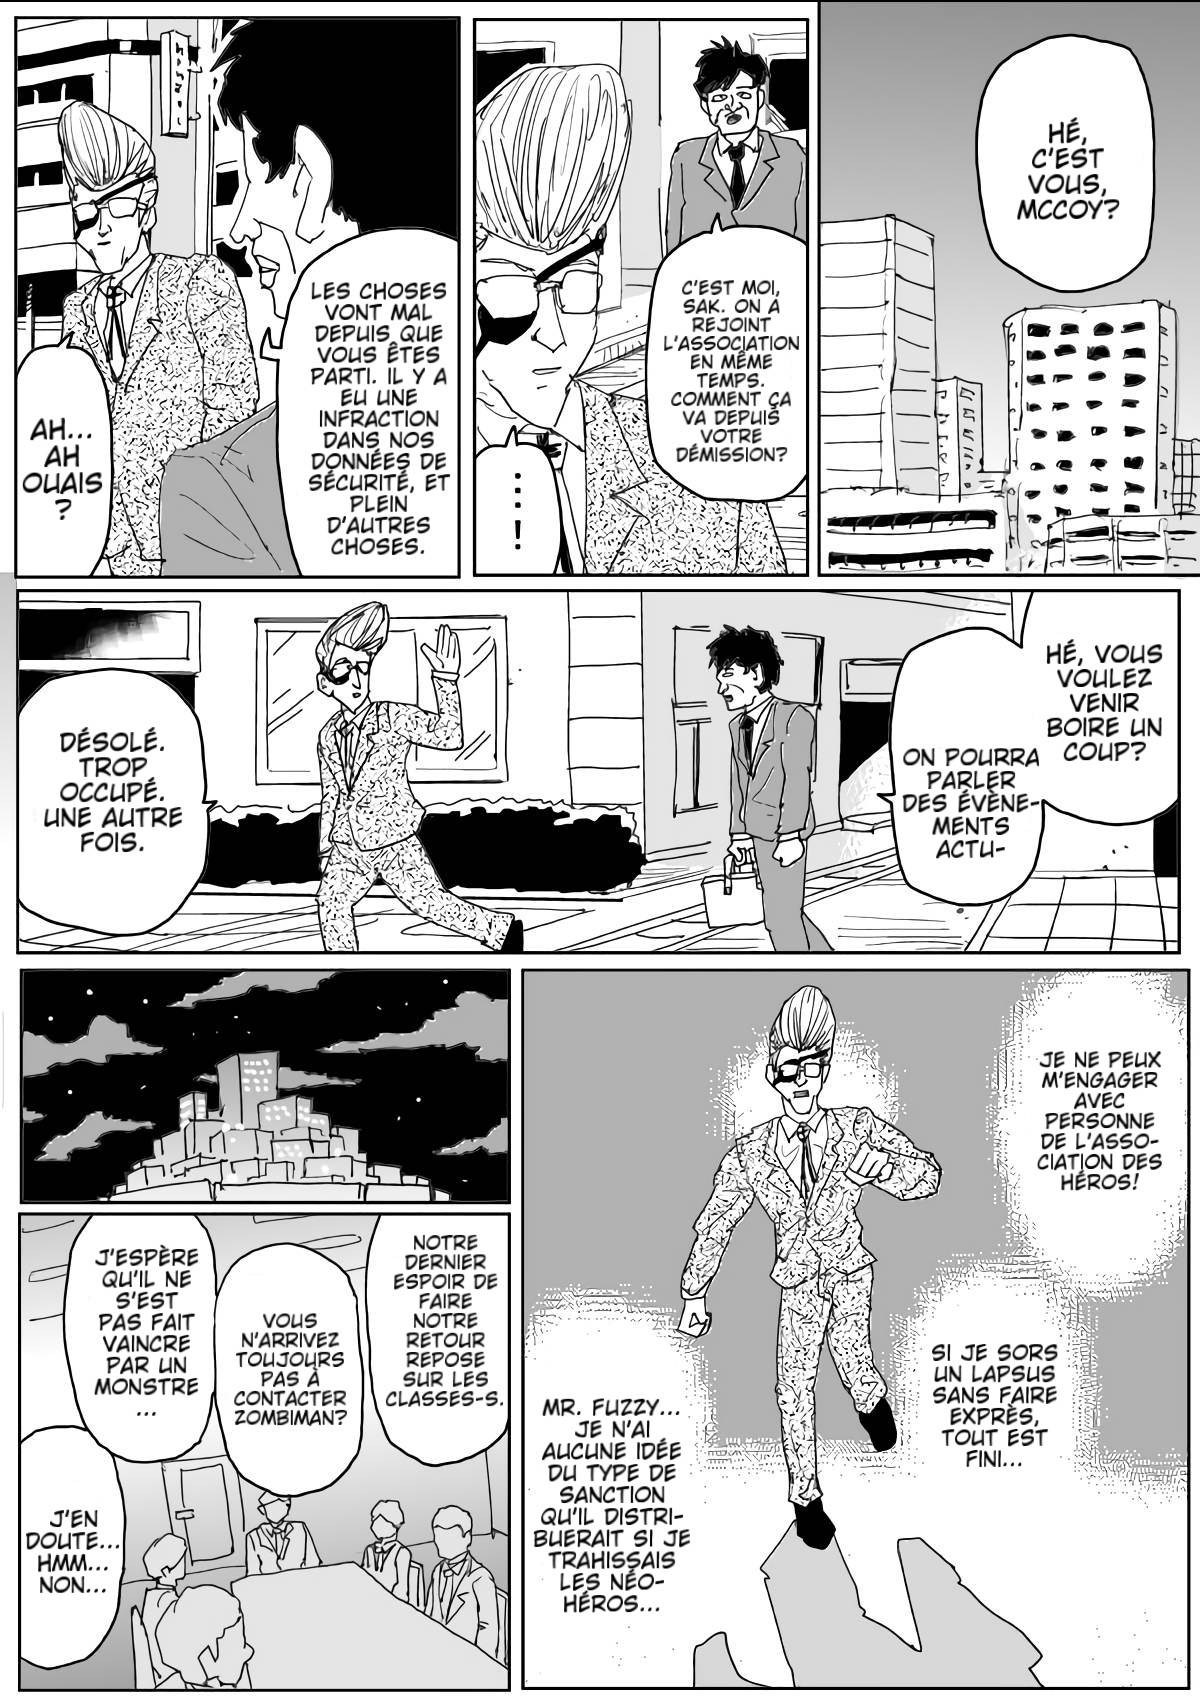 HÉ,
C'EST
VOUS,
MCCOY?
C'EST MOI,
SAK. ON A
REJOINT
L'ASSOCIATION
EN MÊME
TEMPS.
COMMENT ÇA
VA DEPUIS
VOTRE
DÉMISSION?
...!
LES CHOSES
VONT MAL
DEPUIS QUE
VOUS ÊTES
PARTI. IL Y A
EU UNE
INFRACTION
DANS NOS
DONNÉES DE
SÉCURITÉ, ET
PLEIN
D'AUTRES
CHOSES.
AH...
AH
OUAIS
?
HÉ, VOUS
VOULEZ
VENIR
BOIRE UN
COUP?
ON POURRA
PARLER
DES ÉVÈNE-
MENTS
ACTU-
DÉSOLÉ.
TROP
OCCUPÉ.
UNE AUTRE
FOIS.
JE NE PEUX
M'ENGAGER
AVEC
PERSONNE
DE L'ASSO-
CIATION DES
HÉROS!
SI JE SORS
UN LAPSUS
SANS FAIRE
EXPRÈS,
TOUT EST
FINI...
MR. FUZZY...
JE N'AI
AUCUNE IDÉE
DU TYPE DE
SANCTION
QU'IL DISTRI-
BUERAIT SI JE
TRAHISSAIS
LES NÉO-
HÉROS...
NOTRE
DERNIER
ESPOIR DE
FAIRE
NOTRE
RETOUR
REPOSE
SUR LES
CLASSES-S.
VOUS
N'ARRIVEZ
TOUJOURS
PAS À
CONTACTER
ZOMBIMAN?
J'ESPÈRE
QU'IL NE
S'EST
PAS FAIT
VAINCRE
PAR UN
MONSTRE
...
J'EN
DOUTE...
HMM...
NON...